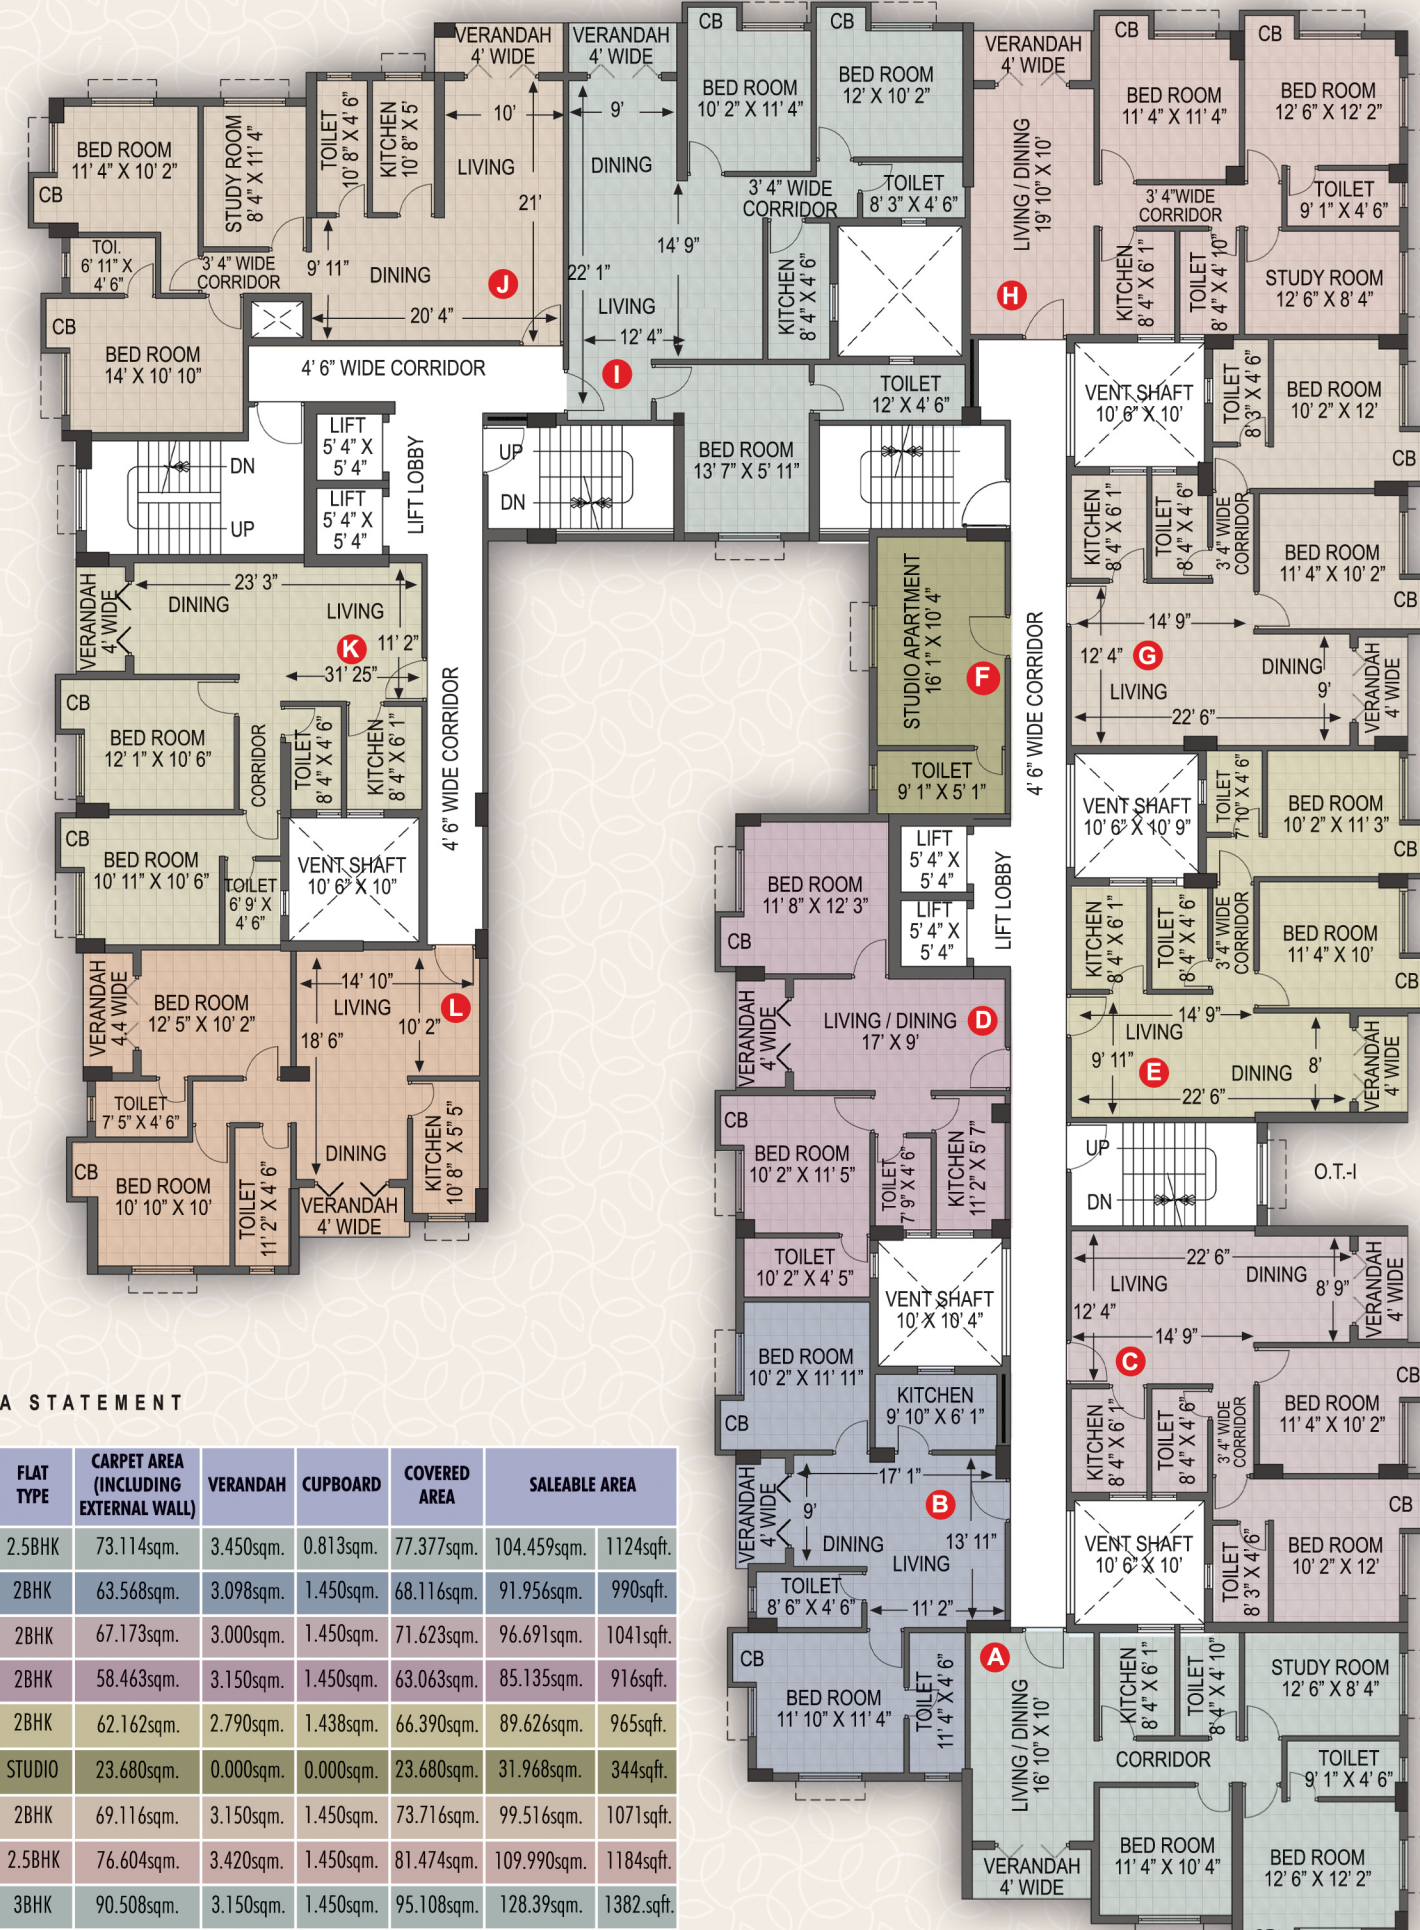 VERANDAH
4' WIDE
10'
LIVING
21'
TOILET
10' 8" X 4' 6"
KITCHEN
10' 8" X 5'
BED ROOM
11' 4" X 10' 2"
CB
STUDY ROOM
8' 4" X 11' 4"
TOI.
6' 11" X
4' 6"
3' 4" WIDE
CORRIDOR
9' 11"
DINING
J
20' 4"
CB
BED ROOM
14' X 10' 10"
4' 6" WIDE CORRIDOR
VERANDAH
4' WIDE
9'
DINING
CB
BED ROOM
10' 2" X 11' 4"
CB
BED ROOM
12' X 10' 2"
3' 4" WIDE
CORRIDOR
TOILET
8' 3" X 4' 6"
14' 9"
22' 1"
LIVING
12' 4"
KITCHEN
8' 4" X 4' 6"
I
TOILET
12' X 4' 6"
BED ROOM
13' 7" X 5' 11"
VERANDAH
4' WIDE
LIVING / DINING
19' 10" X 10'
H
CB
BED ROOM
11' 4" X 11' 4"
CB
BED ROOM
12' 6" X 12' 2"
3' 4"WIDE
CORRIDOR
TOILET
9' 1" X 4' 6"
KITCHEN
8' 4" X 6' 1"
TOILET
8' 4" X 4' 10"
STUDY ROOM
12' 6" X 8' 4"
VENT SHAFT
10' 6" X 10'
TOILET
8' 3" X 4' 6"
BED ROOM
10' 2" X 12'
CB
KITCHEN
8' 4" X 6' 1"
TOILET
8' 4" X 4' 6"
3' 4" WIDE
CORRIDOR
BED ROOM
11' 4" X 10' 2"
CB
14' 9"
12' 4"
G
LIVING
DINING
9'
22' 6"
VERANDAH
4' WIDE
LIFT
5' 4" X
5' 4"
LIFT
5' 4" X
5' 4"
LIFT LOBBY
DN
UP
UP
DN
VERANDAH
4' WIDE
23' 3"
DINING
LIVING
K
11' 2"
31' 25"
CB
BED ROOM
12' 1" X 10' 6"
CORRIDOR
TOILET
8' 4" X 4' 6"
KITCHEN
8' 4" X 6' 1"
4' 6" WIDE CORRIDOR
CB
BED ROOM
10' 11" X 10' 6"
TOILET
6' 9' X
4' 6"
VENT SHAFT
10' 6" X 10"
VERANDAH
4.4 WIDE
BED ROOM
12' 5" X 10' 2"
14' 10"
LIVING
10' 2"
L
18' 6"
TOILET
7' 5" X 4' 6"
CB
BED ROOM
10' 10" X 10'
TOILET
11' 2" X 4' 6"
DINING
KITCHEN
10' 8" X 5' 5"
VERANDAH
4' WIDE
STUDIO APARTMENT
16' 1" X 10' 4"
F
TOILET
9' 1" X 5' 1"
4' 6" WIDE CORRIDOR
LIFT
5' 4" X
5' 4"
LIFT
5' 4" X
5' 4"
LIFT LOBBY
BED ROOM
11' 8" X 12' 3"
CB
VERANDAH
4' WIDE
LIVING / DINING
17' X 9'
D
CB
BED ROOM
10' 2" X 11' 5"
TOILET
7' 9" X 4' 6"
KITCHEN
11' 2" X 5' 7"
TOILET
10' 2" X 4' 5"
VENT SHAFT
10' X 10' 4"
VENT SHAFT
10' 6" X 10' 9"
TOILET
7' 10" X 4' 6"
BED ROOM
10' 2" X 11' 3"
CB
KITCHEN
8' 4" X 6' 1"
TOILET
8' 4" X 4' 6"
3' 4" WIDE
CORRIDOR
BED ROOM
11' 4" X 10'
CB
14' 9"
LIVING
9' 11"
E
DINING
8'
22' 6"
VERANDAH
4' WIDE
UP
DN
O.T.-I
22' 6"
LIVING
DINING
8' 9"
12' 4"
14' 9"
C
VERANDAH
4' WIDE
KITCHEN
8' 4" X 6' 1"
TOILET
8' 4" X 4' 6"
3' 4" WIDE
CORRIDOR
BED ROOM
11' 4" X 10' 2"
CB
VENT SHAFT
10' 6" X 10'
TOILET
8' 3" X 4' 6"
BED ROOM
10' 2" X 12'
CB
BED ROOM
10' 2" X 11' 11"
CB
KITCHEN
9' 10" X 6' 1"
VERANDAH
4' WIDE
17' 1"
9'
B
DINING
LIVING
13' 11"
TOILET
8' 6" X 4' 6"
11' 2"
CB
BED ROOM
11' 10" X 11' 4"
TOILET
11' 4" X 4' 6"
A
LIVING / DINING
16' 10" X 10'
KITCHEN
8' 4" X 6' 1"
TOILET
8' 4" X 4' 10"
STUDY ROOM
12' 6" X 8' 4"
CORRIDOR
TOILET
9' 1" X 4' 6"
BED ROOM
11' 4" X 10' 4"
BED ROOM
12' 6" X 12' 2"
VERANDAH
4' WIDE
A STATEMENT
FLAT TYPE CARPET AREA (INCLUDING EXTERNAL WALL) VERANDAH CUPBOARD COVERED AREA SALEABLE AREA
2.5BHK 73.114sqm. 3.450sqm. 0.813sqm. 77.377sqm. 104.459sqm. 1124sqft.
2BHK 63.568sqm. 3.098sqm. 1.450sqm. 68.116sqm. 91.956sqm. 990sqft.
2BHK 67.173sqm. 3.000sqm. 1.450sqm. 71.623sqm. 96.691sqm. 1041sqft.
2BHK 58.463sqm. 3.150sqm. 1.450sqm. 63.063sqm. 85.135sqm. 916sqft.
2BHK 62.162sqm. 2.790sqm. 1.438sqm. 66.390sqm. 89.626sqm. 965sqft.
STUDIO 23.680sqm. 0.000sqm. 0.000sqm. 23.680sqm. 31.968sqm. 344sqft.
2BHK 69.116sqm. 3.150sqm. 1.450sqm. 73.716sqm. 99.516sqm. 1071sqft.
2.5BHK 76.604sqm. 3.420sqm. 1.450sqm. 81.474sqm. 109.990sqm. 1184sqft.
3BHK 90.508sqm. 3.150sqm. 1.450sqm. 95.108sqm. 128.39sqm. 1382.sqft.